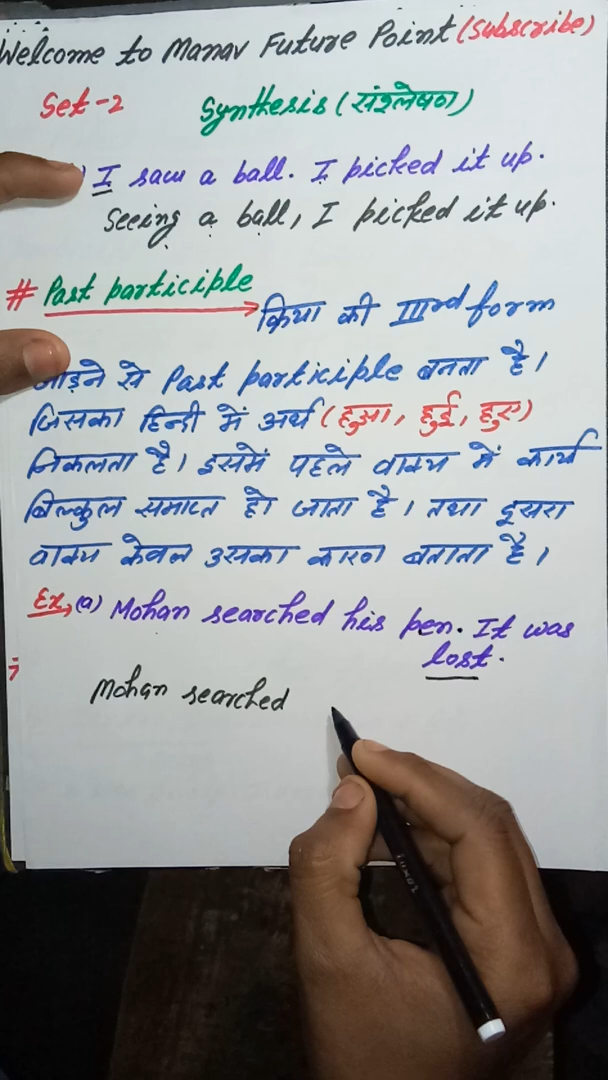 Welcome to Manav Future Point (Subscribe)
Set-2 Synthesis (संश्लेषण)
) I saw a ball. I picked it up.
Seeing a ball, I picked it up.
# Past participle
क्रिया की IIIrd form
जोड़ने से Past participle बनता है।
जिसका हिन्दी में अर्थ (हुआ, हुई, हुए)
निकलता है। इसमें पहले वाक्य में कार्य
बिल्कुल समाप्त हो जाता है। तथा दूसरा
वाक्य केवल उसका कारण बताता है।
Ex, (a) Mohan searched his pen. It was
lost.
Mohan searched